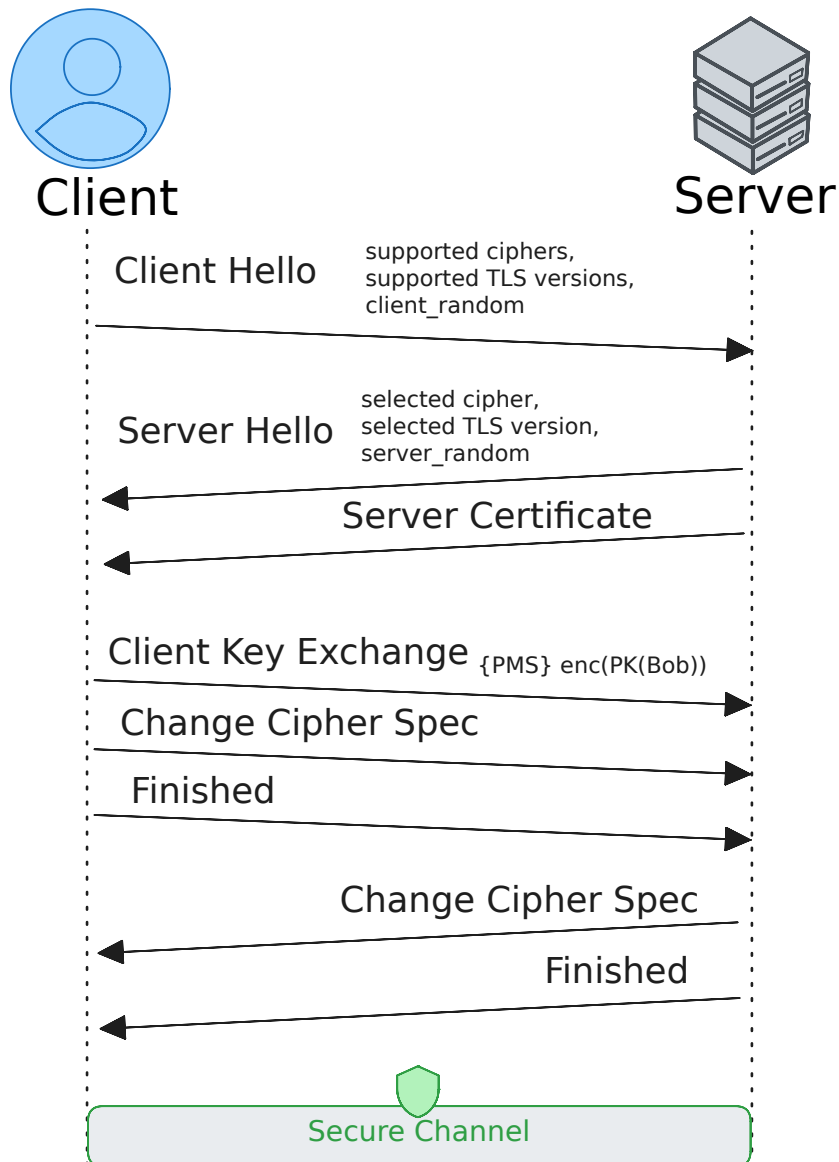 Client
Server
Client Hello
supported ciphers,
supported TLS versions,
client_random
Server Hello
selected cipher,
selected TLS version,
server_random
Server Certificate
Client Key Exchange {PMS} enc(PK(Bob))
Change Cipher Spec
Finished
Change Cipher Spec
Finished
Secure Channel